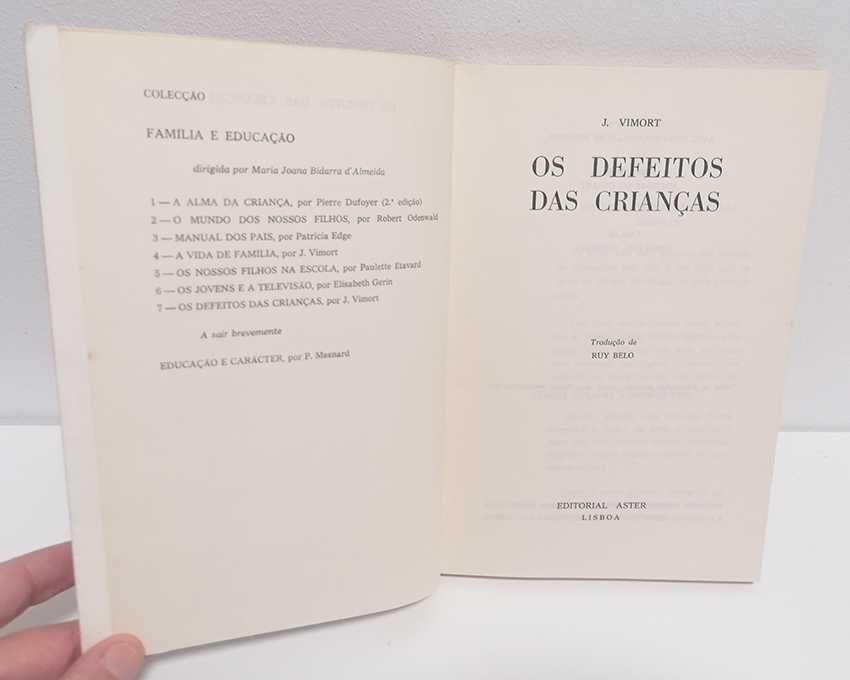 COLECÇÃO
FAMÍLIA E EDUCAÇÃO
dirigida por Maria Joana Bidarra d'Almeida
1 — A ALMA DA CRIANÇA, por Pierre Dufoyer (2.ª edição)
2 — O MUNDO DOS NOSSOS FILHOS, por Robert Odenwald
3 — MANUAL DOS PAIS, por Patrícia Edge
4 — A VIDA DE FAMÍLIA, por J. Vimort
5 — OS NOSSOS FILHOS NA ESCOLA, por Paulette Etavard
6 — OS JOVENS E A TELEVISÃO, por Elisabeth Gerin
7 — OS DEFEITOS DAS CRIANÇAS, por J. Vimort
A sair brevemente
EDUCAÇÃO E CARÁCTER, por P. Mesnard
J. VIMORT
OS DEFEITOS
DAS CRIANÇAS
Tradução de
RUY BELO
EDITORIAL ASTER
LISBOA